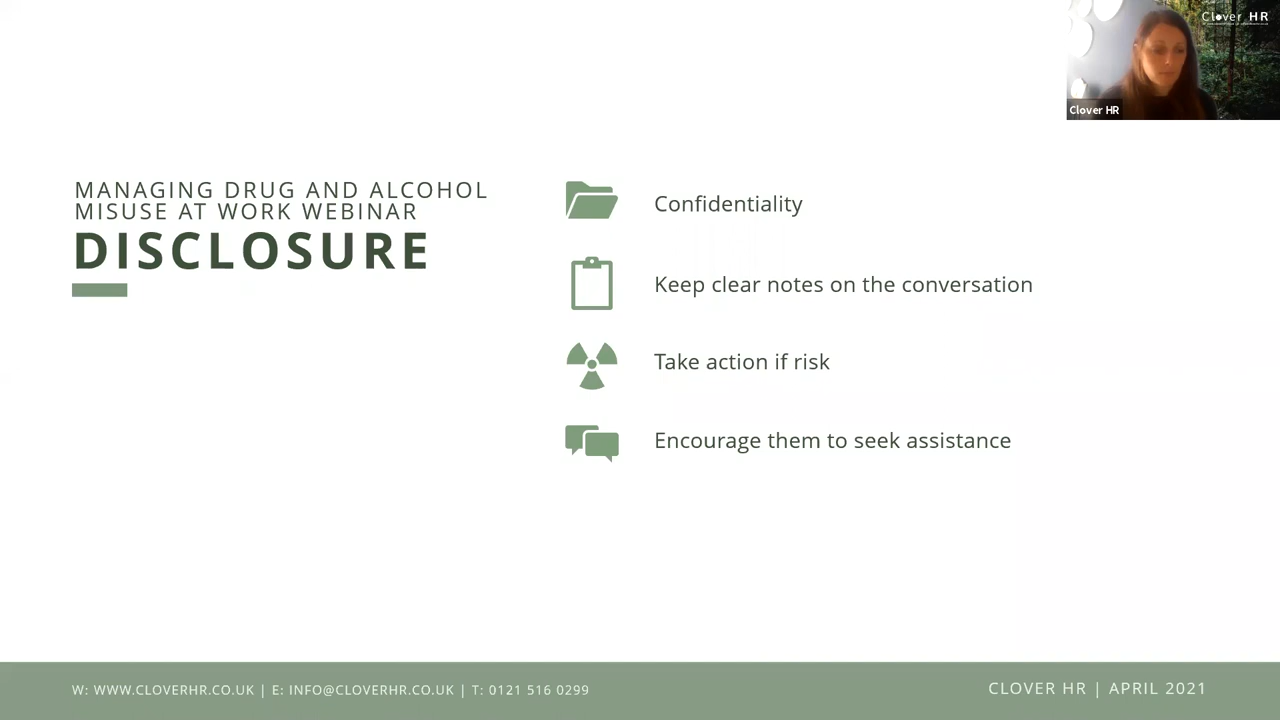 Clover HR
Clover HR
MANAGING DRUG AND ALCOHOL
MISUSE AT WORK WEBINAR
DISCLOSURE
Confidentiality
Keep clear notes on the conversation
Take action if risk
Encourage them to seek assistance
W: WWW.CLOVERHR.CO.UK | E: INFO@CLOVERHR.CO.UK | T: 0121 516 0299
CLOVER HR | APRIL 2021